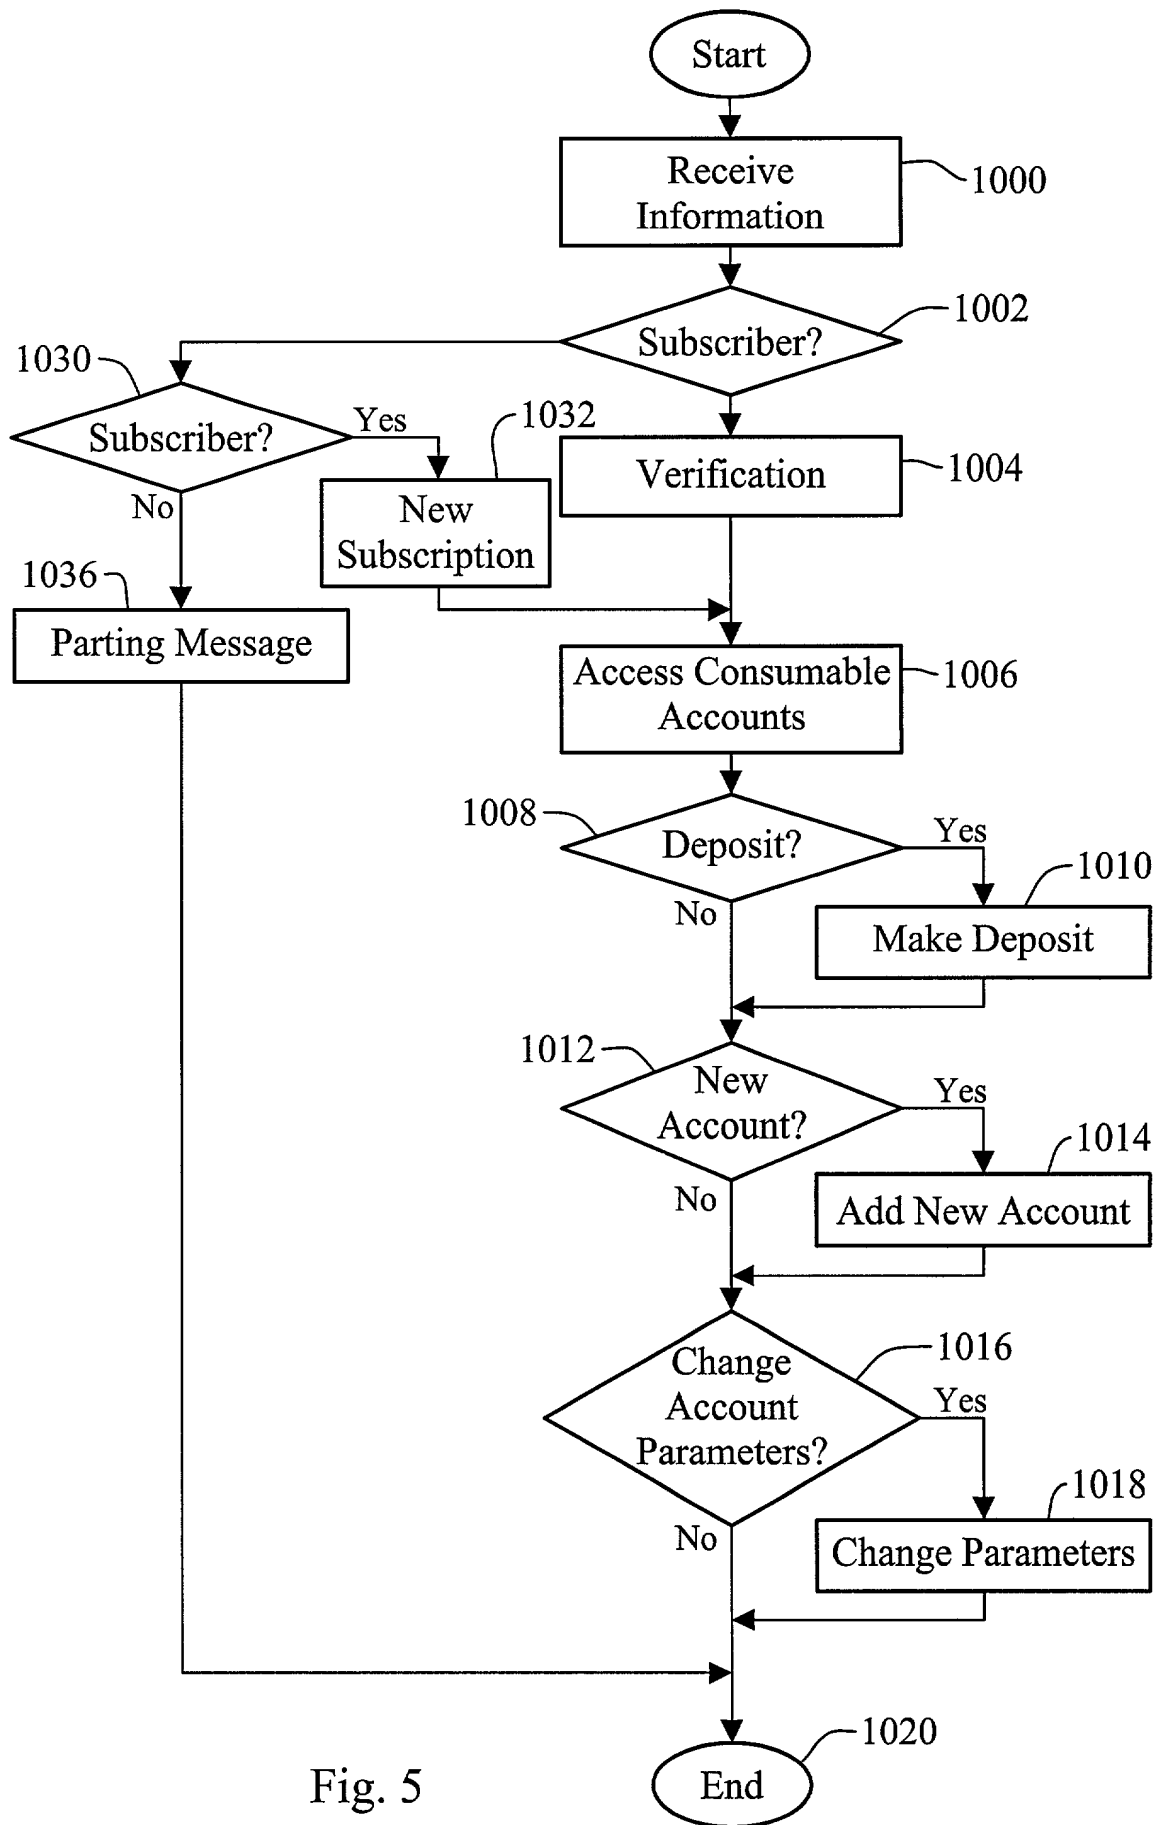 Start
Receive
Information
1000
1002
Subscriber?
1030
Subscriber?
Yes
1032
No
New
Subscription
Verification
1004
1036
Parting Message
Access Consumable
Accounts
1006
1008
Deposit?
Yes
1010
No
Make Deposit
1012
New
Account?
Yes
1014
No
Add New Account
Change
Account
Parameters?
1016
Yes
1018
No
Change Parameters
1020
End
Fig. 5